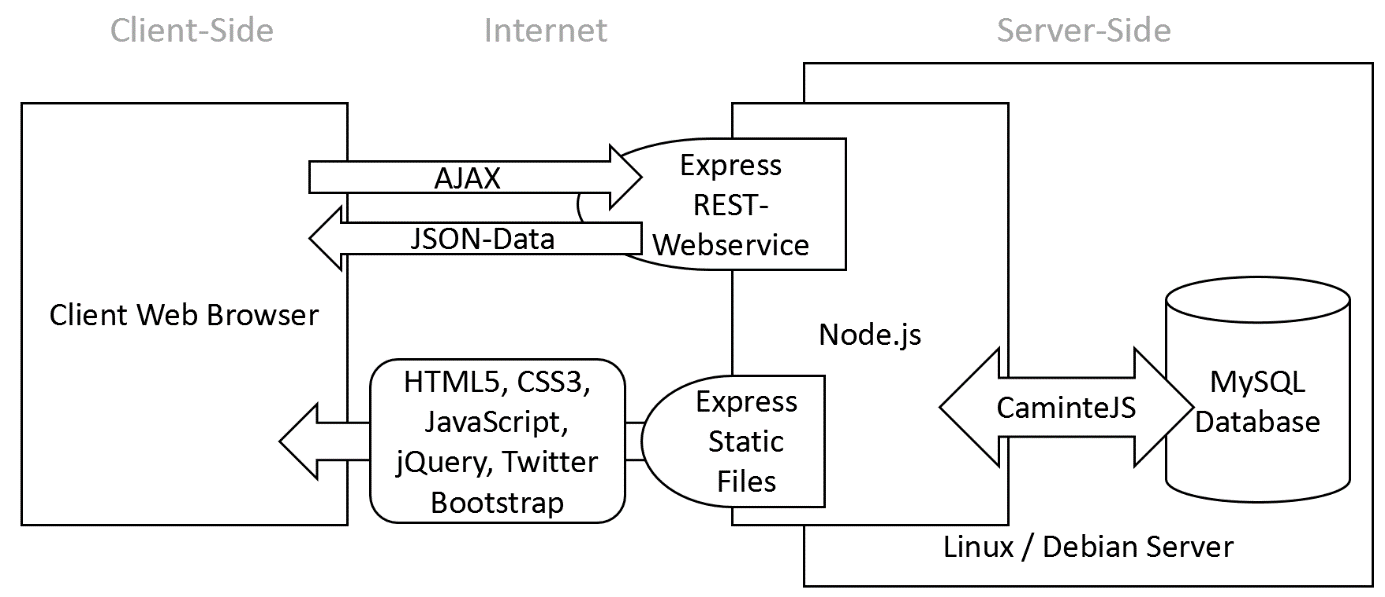 Client-Side
Internet
Server-Side
AJAX
JSON-Data
Express
REST-
Webservice
Client Web Browser
Node.js
HTML5, CSS3,
JavaScript,
jQuery, Twitter
Bootstrap
Express
Static
Files
CaminteJS
MySQL
Database
Linux / Debian Server